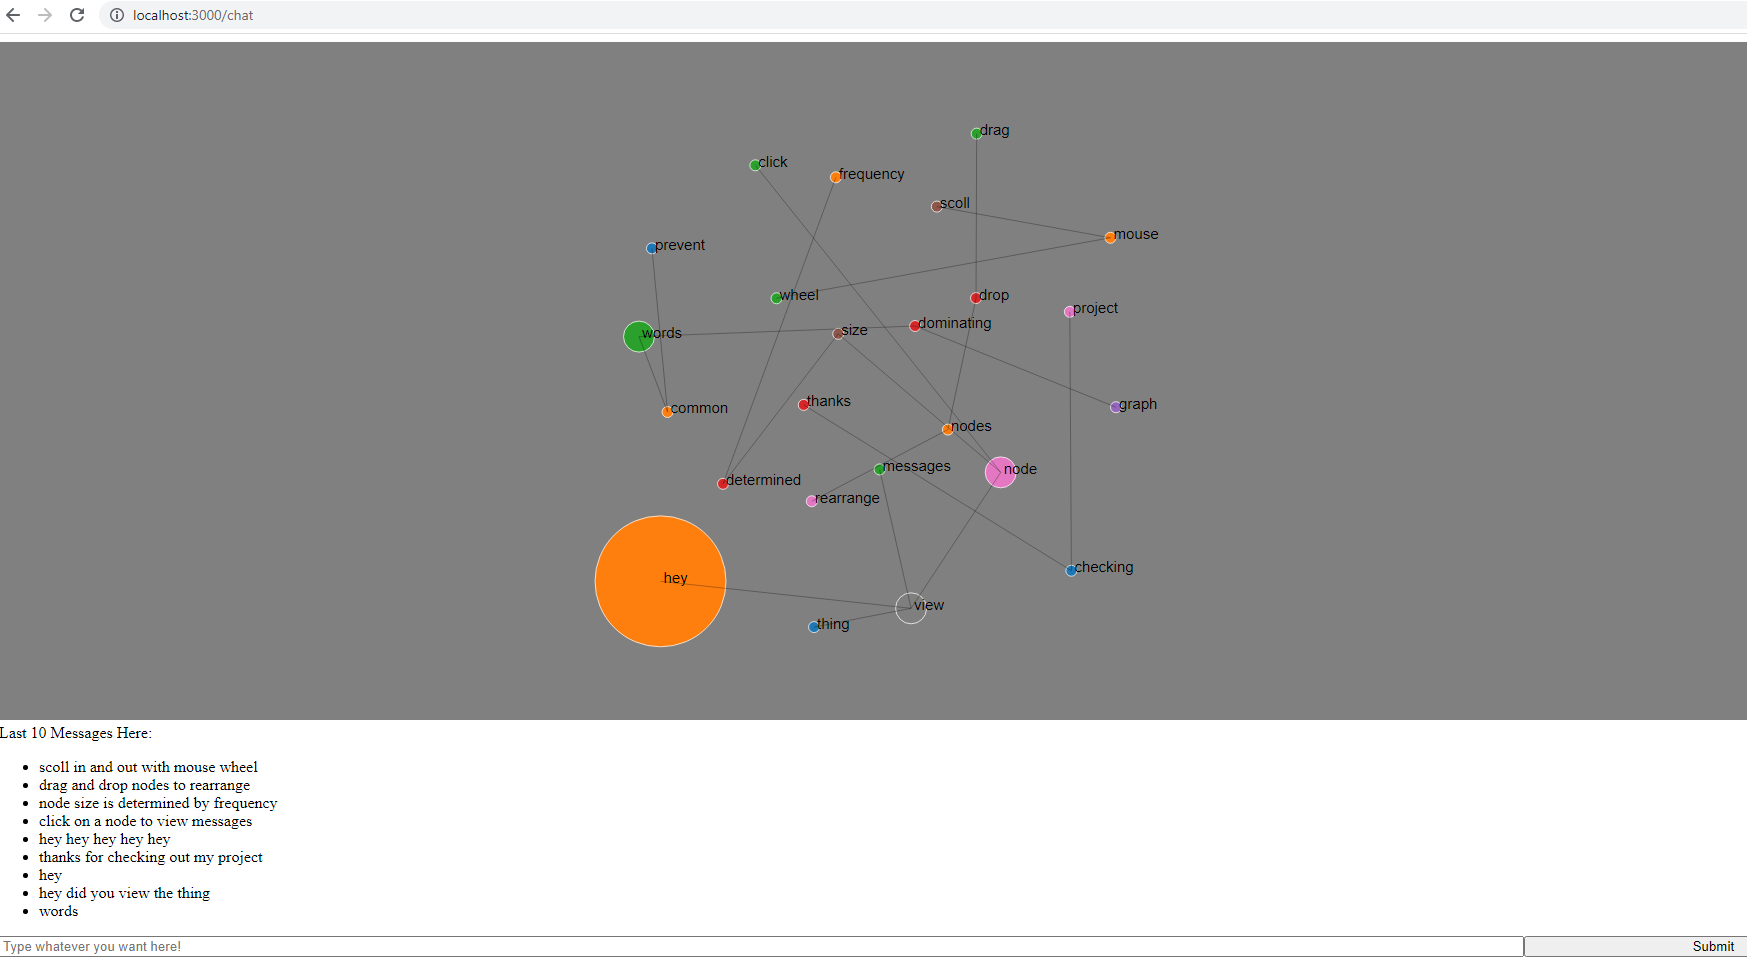 localhost:3000/chat
drag
click
frequency
scoll
mouse
prevent
wheel
drop
project
dominating
size
words
thanks
graph
common
nodes
messages
node
determined
rearrange
checking
hey
view
thing
Last 10 Messages Here:
scoll in and out with mouse wheel
drag and drop nodes to rearrange
node size is determined by frequency
click on a node to view messages
hey hey hey hey hey
thanks for checking out my project
hey
hey did you view the thing
words
Type whatever you want here!
Submit